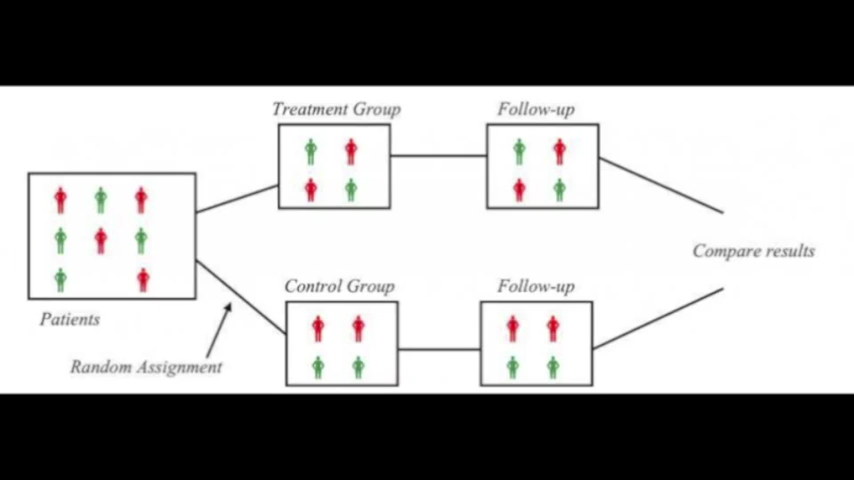 Treatment Group
Follow-up
Compare results
Control Group
Follow-up
Patients
Random Assignment